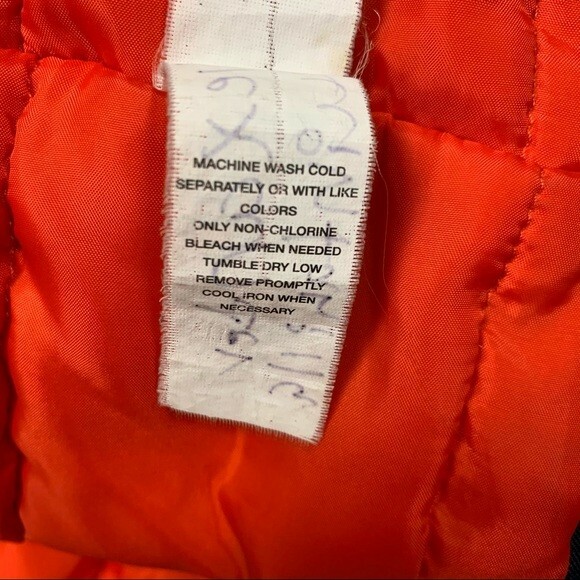 MACHINE WASH COLD
SEPARATELY OR WITH LIKE
COLORS
ONLY NON-CHLORINE
BLEACH WHEN NEEDED
TUMBLE DRY LOW
REMOVE PROMPTLY
COOL IRON WHEN
NECESSARY